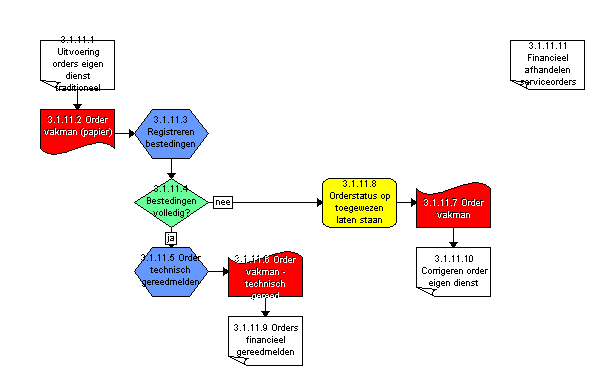 3.1.11.1
Uitvoering
orders eigen
dienst
traditioneel
3.1.11.11
Financieel
afhandelen
serviceorders
3.1.11.2 Order
vakman (papier)
3.1.11.3
Registreren
bestedingen
3.1.11.4
Bestedingen
volledig?
nee
3.1.11.8
Orderstatus op
toegewezen
laten staan
3.1.11.7 Order
vakman
ja
3.1.11.5 Order
technisch
gereedmelden
3.1.11.6 Order
vakman -
technisch
gereed
3.1.11.10
Corrigeren order
eigen dienst
3.1.11.9 Orders
financieel
gereedmelden